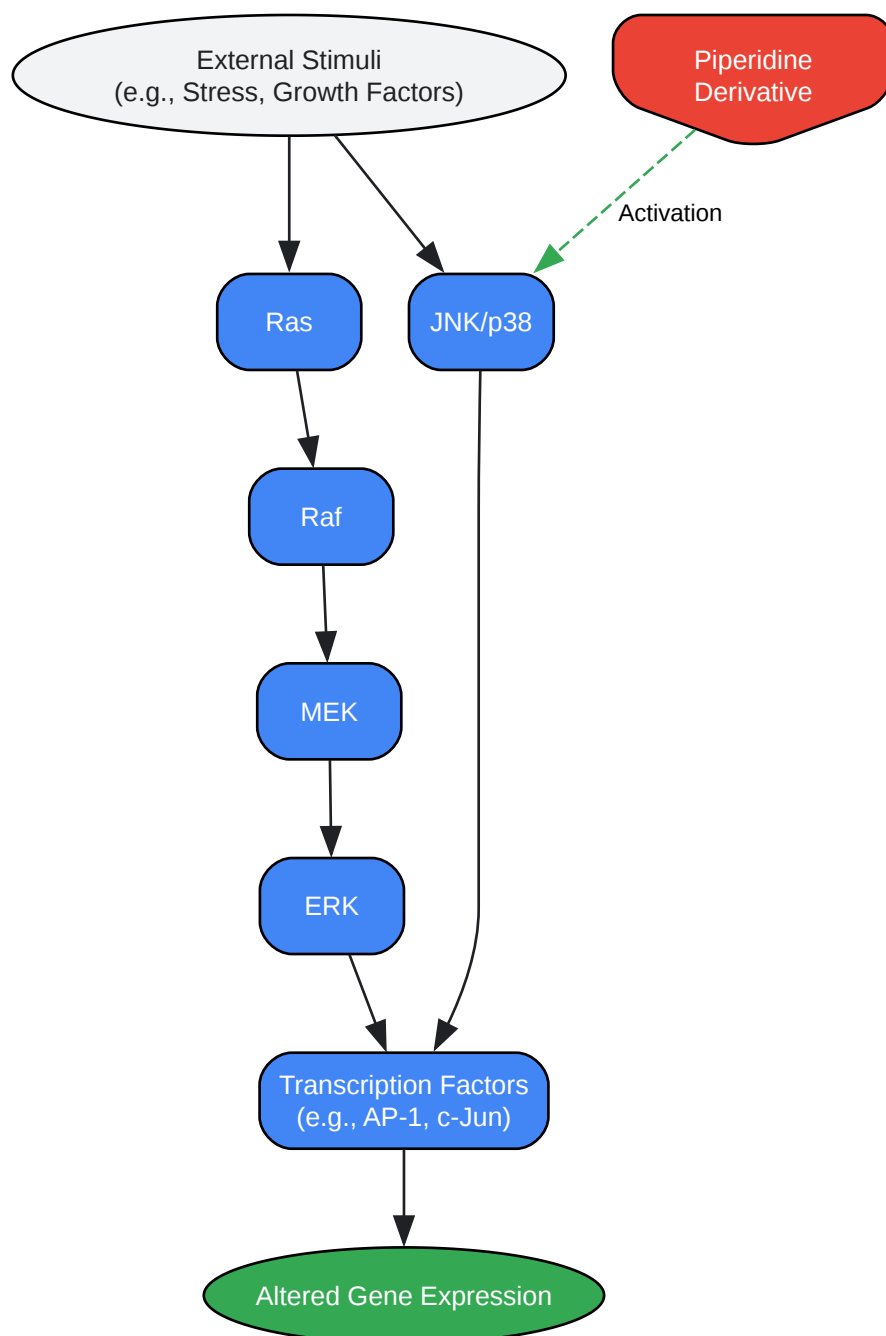 External Stimuli
(e.g., Stress, Growth Factors)
Piperidine
Derivative
Activation
Ras
JNK/p38
Raf
MEK
ERK
Transcription Factors
(e.g., AP-1, c-Jun)
Altered Gene Expression